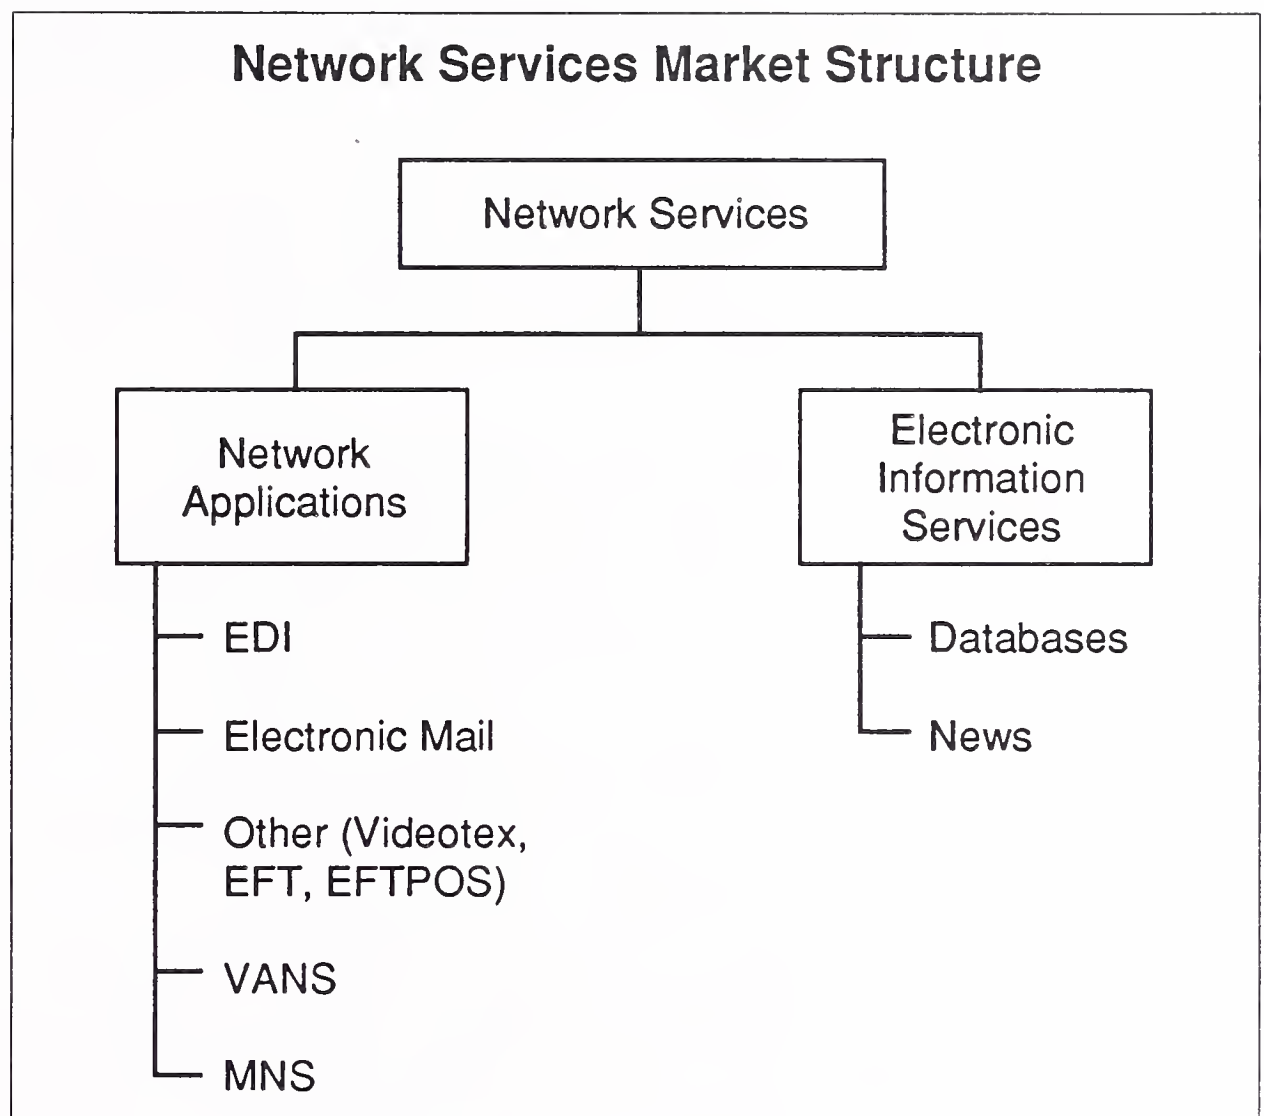 Network Services Market Structure
Network Services
Network
Applications
Electronic
Information
Services
EDI
Electronic Mail
Other (Videotex,
EFT, EFTPOS)
VANS
MNS
Databases
News